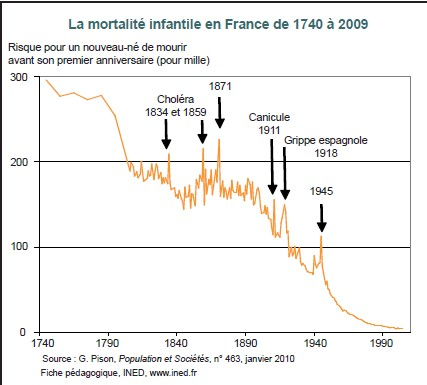 La mortalité infantile en France de 1740 à 2009
Risque pour un nouveau-né de mourir
avant son premier anniversaire (pour mille)
300
200
100
0
1871
Choléra
1834 et 1859
Canicule
1911
Grippe espagnole
1918
1945
1740 1790 1840 1890 1940 1990
Source : G. Pison, Population et Sociétés, n° 463, janvier 2010
Fiche pédagogique, INED, www.ined.fr